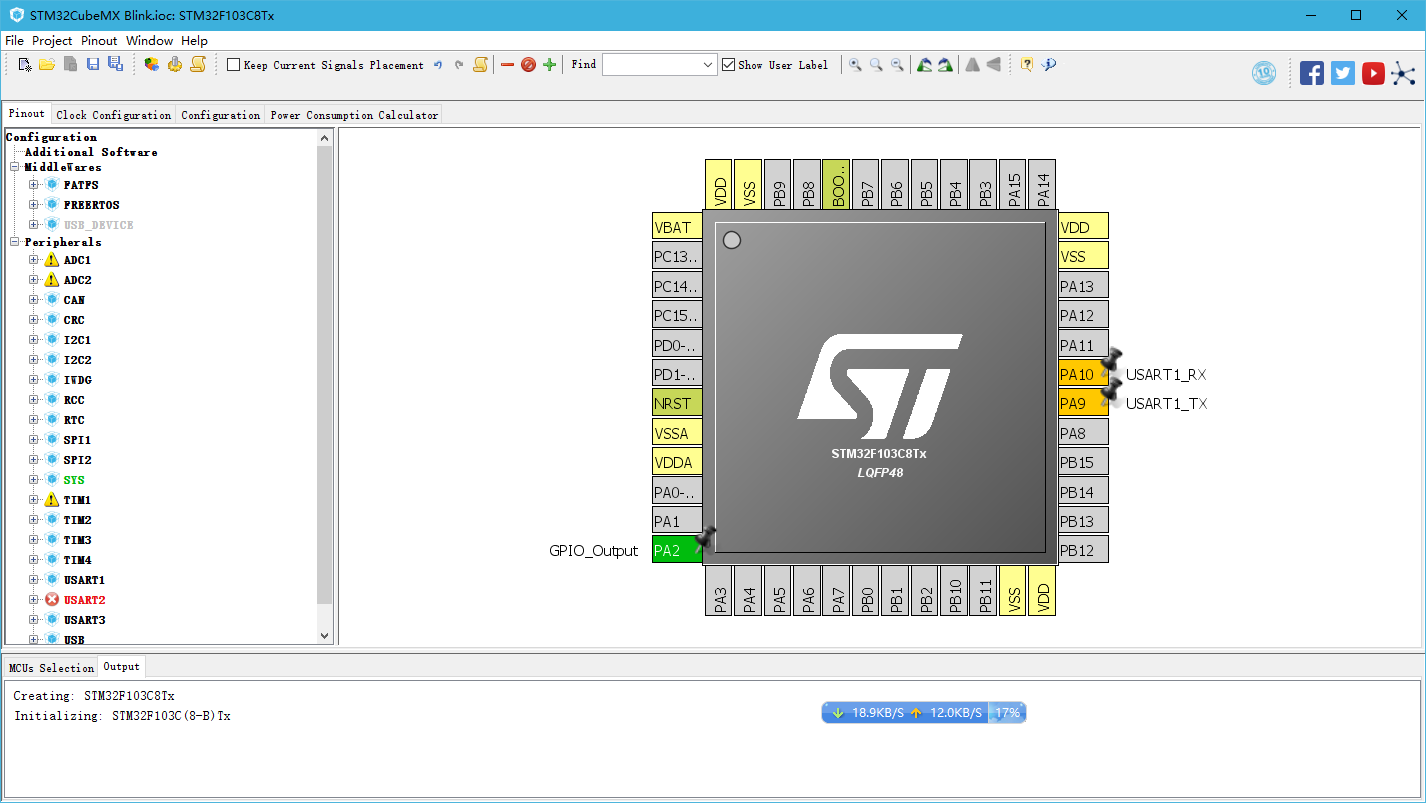 STM32CubeMX Blink.ioc: STM32F103C8Tx
File Project Pinout Window Help
Keep Current Signals Placement Find Show User Label
10
Pinout Clock Configuration Configuration Power Consumption Calculator
Configuration
Additional Software
MiddleWares
FATFS
FREERTOS
USB_DEVICE
Peripherals
ADC1
ADC2
CAN
CRC
I2C1
I2C2
IWDG
RCC
RTC
SPI1
SPI2
SYS
TIM1
TIM2
TIM3
TIM4
USART1
USART2
USART3
USB
VDD VSS PB9 PB8 BOO.. PB7 PB6 PB5 PB4 PB3 PA15 PA14
VBAT
PC13..
PC14..
PC15..
PD0-..
PD1-..
NRST
VSSA
VDDA
PA0-..
PA1
GPIO_Output PA2
ST
STM32F103C8Tx
LQFP48
VDD
VSS
PA13
PA12
PA11
PA10 USART1_RX
PA9 USART1_TX
PA8
PB15
PB14
PB13
PB12
PA3 PA4 PA5 PA6 PA7 PB0 PB1 PB2 PB10 PB11 VSS VDD
MCUs Selection Output
Creating: STM32F103C8Tx
Initializing: STM32F103C(8-B)Tx
18.9KB/S 12.0KB/S 17%